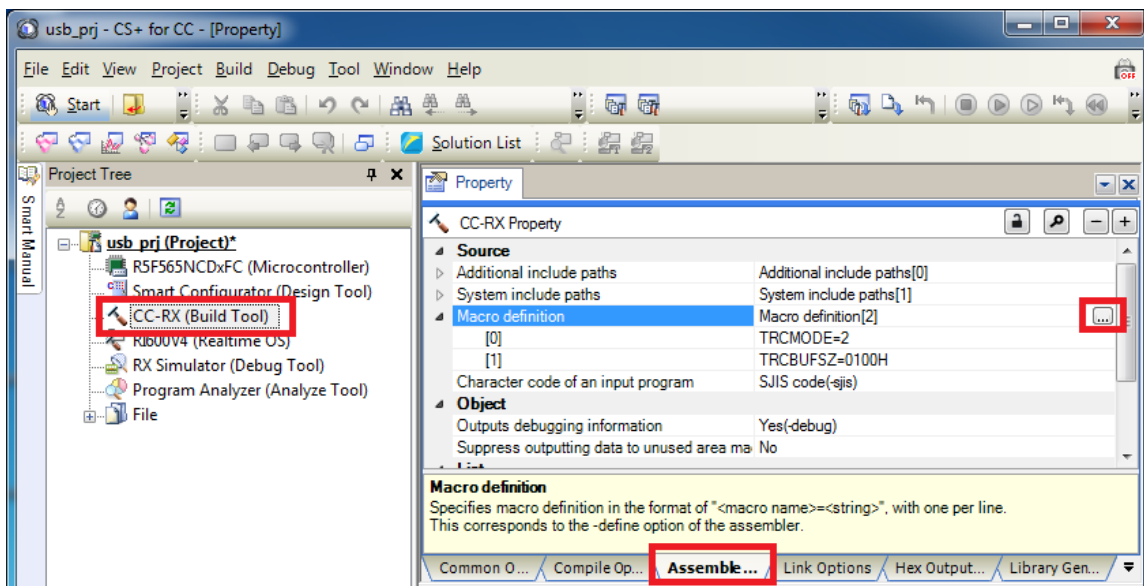 usb_prj - CS+ for CC - [Property]
File Edit View Project Build Debug Tool Window Help
OFF
Start
Solution List
Smart Manual
Project Tree
usb_prj (Project)*
R5F565NCDxFC (Microcontroller)
Smart Configurator (Design Tool)
CC-RX (Build Tool)
RI600V4 (Realtime OS)
RX Simulator (Debug Tool)
Program Analyzer (Analyze Tool)
File
Property
CC-RX Property
Source
Additional include paths Additional include paths[0]
System include paths System include paths[1]
Macro definition Macro definition[2] ...
[0] TRCMODE=2
[1] TRCBUFSZ=0100H
Character code of an input program SJIS code(-sjis)
Object
Outputs debugging information Yes(-debug)
Suppress outputting data to unused area ma No
List
Macro definition
Specifies macro definition in the format of "<macro name>=<string>", with one per line.
This corresponds to the -define option of the assembler.
Common O... Compile Op... Assemble... Link Options Hex Output... Library Gen...